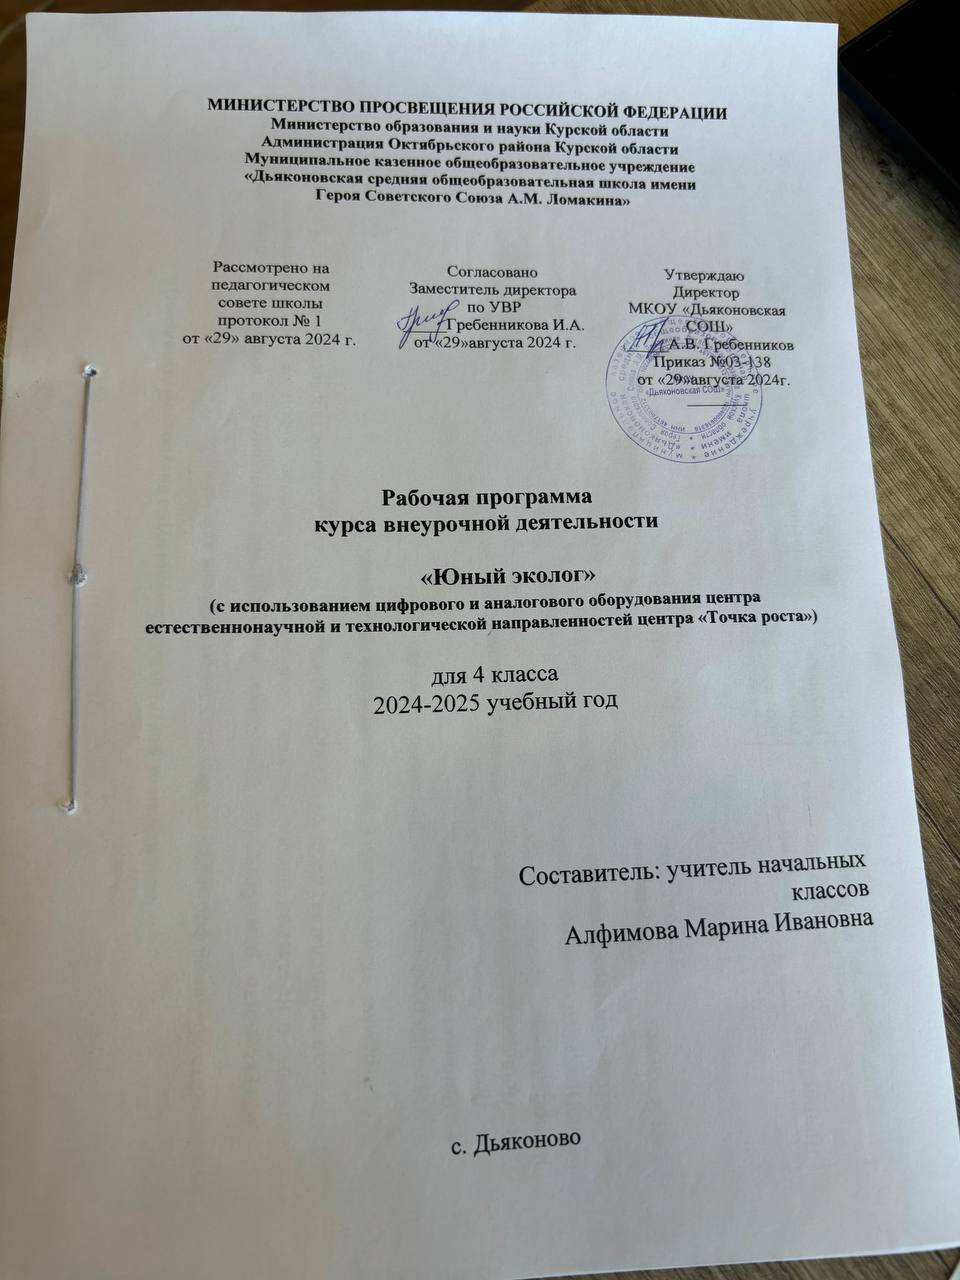 МИНИСТЕРСТВО ПРОСВЕЩЕНИЯ РОССИЙСКОЙ ФЕДЕРАЦИИ
Министерство образования и науки Курской области
Администрация Октябрьского района Курской области
Муниципальное казенное общеобразовательное учреждение
«Дьяконовская средняя общеобразовательная школа имени
Героя Советского Союза А.М. Ломакина»
Рассмотрено на
педагогическом
совете школы
протокол № 1
от «29» августа 2024 г.
Согласовано
Заместитель директора
по УВР
Гребенникова И.А.
от «29»августа 2024 г.
Утверждаю
Директор
МКОУ «Дьяконовская
СОШ»
А.В. Гребенников
Приказ №03-138
от «29»августа 2024г.
«Дьяконовская СОШ»
Рабочая программа
курса внеурочной деятельности
«Юный эколог»
(с использованием цифрового и аналогового оборудования центра
естественнонаучной и технологической направленностей центра «Точка роста»)
для 4 класса
2024-2025 учебный год
Составитель: учитель начальных
классов
Алфимова Марина Ивановна
с. Дьяконово